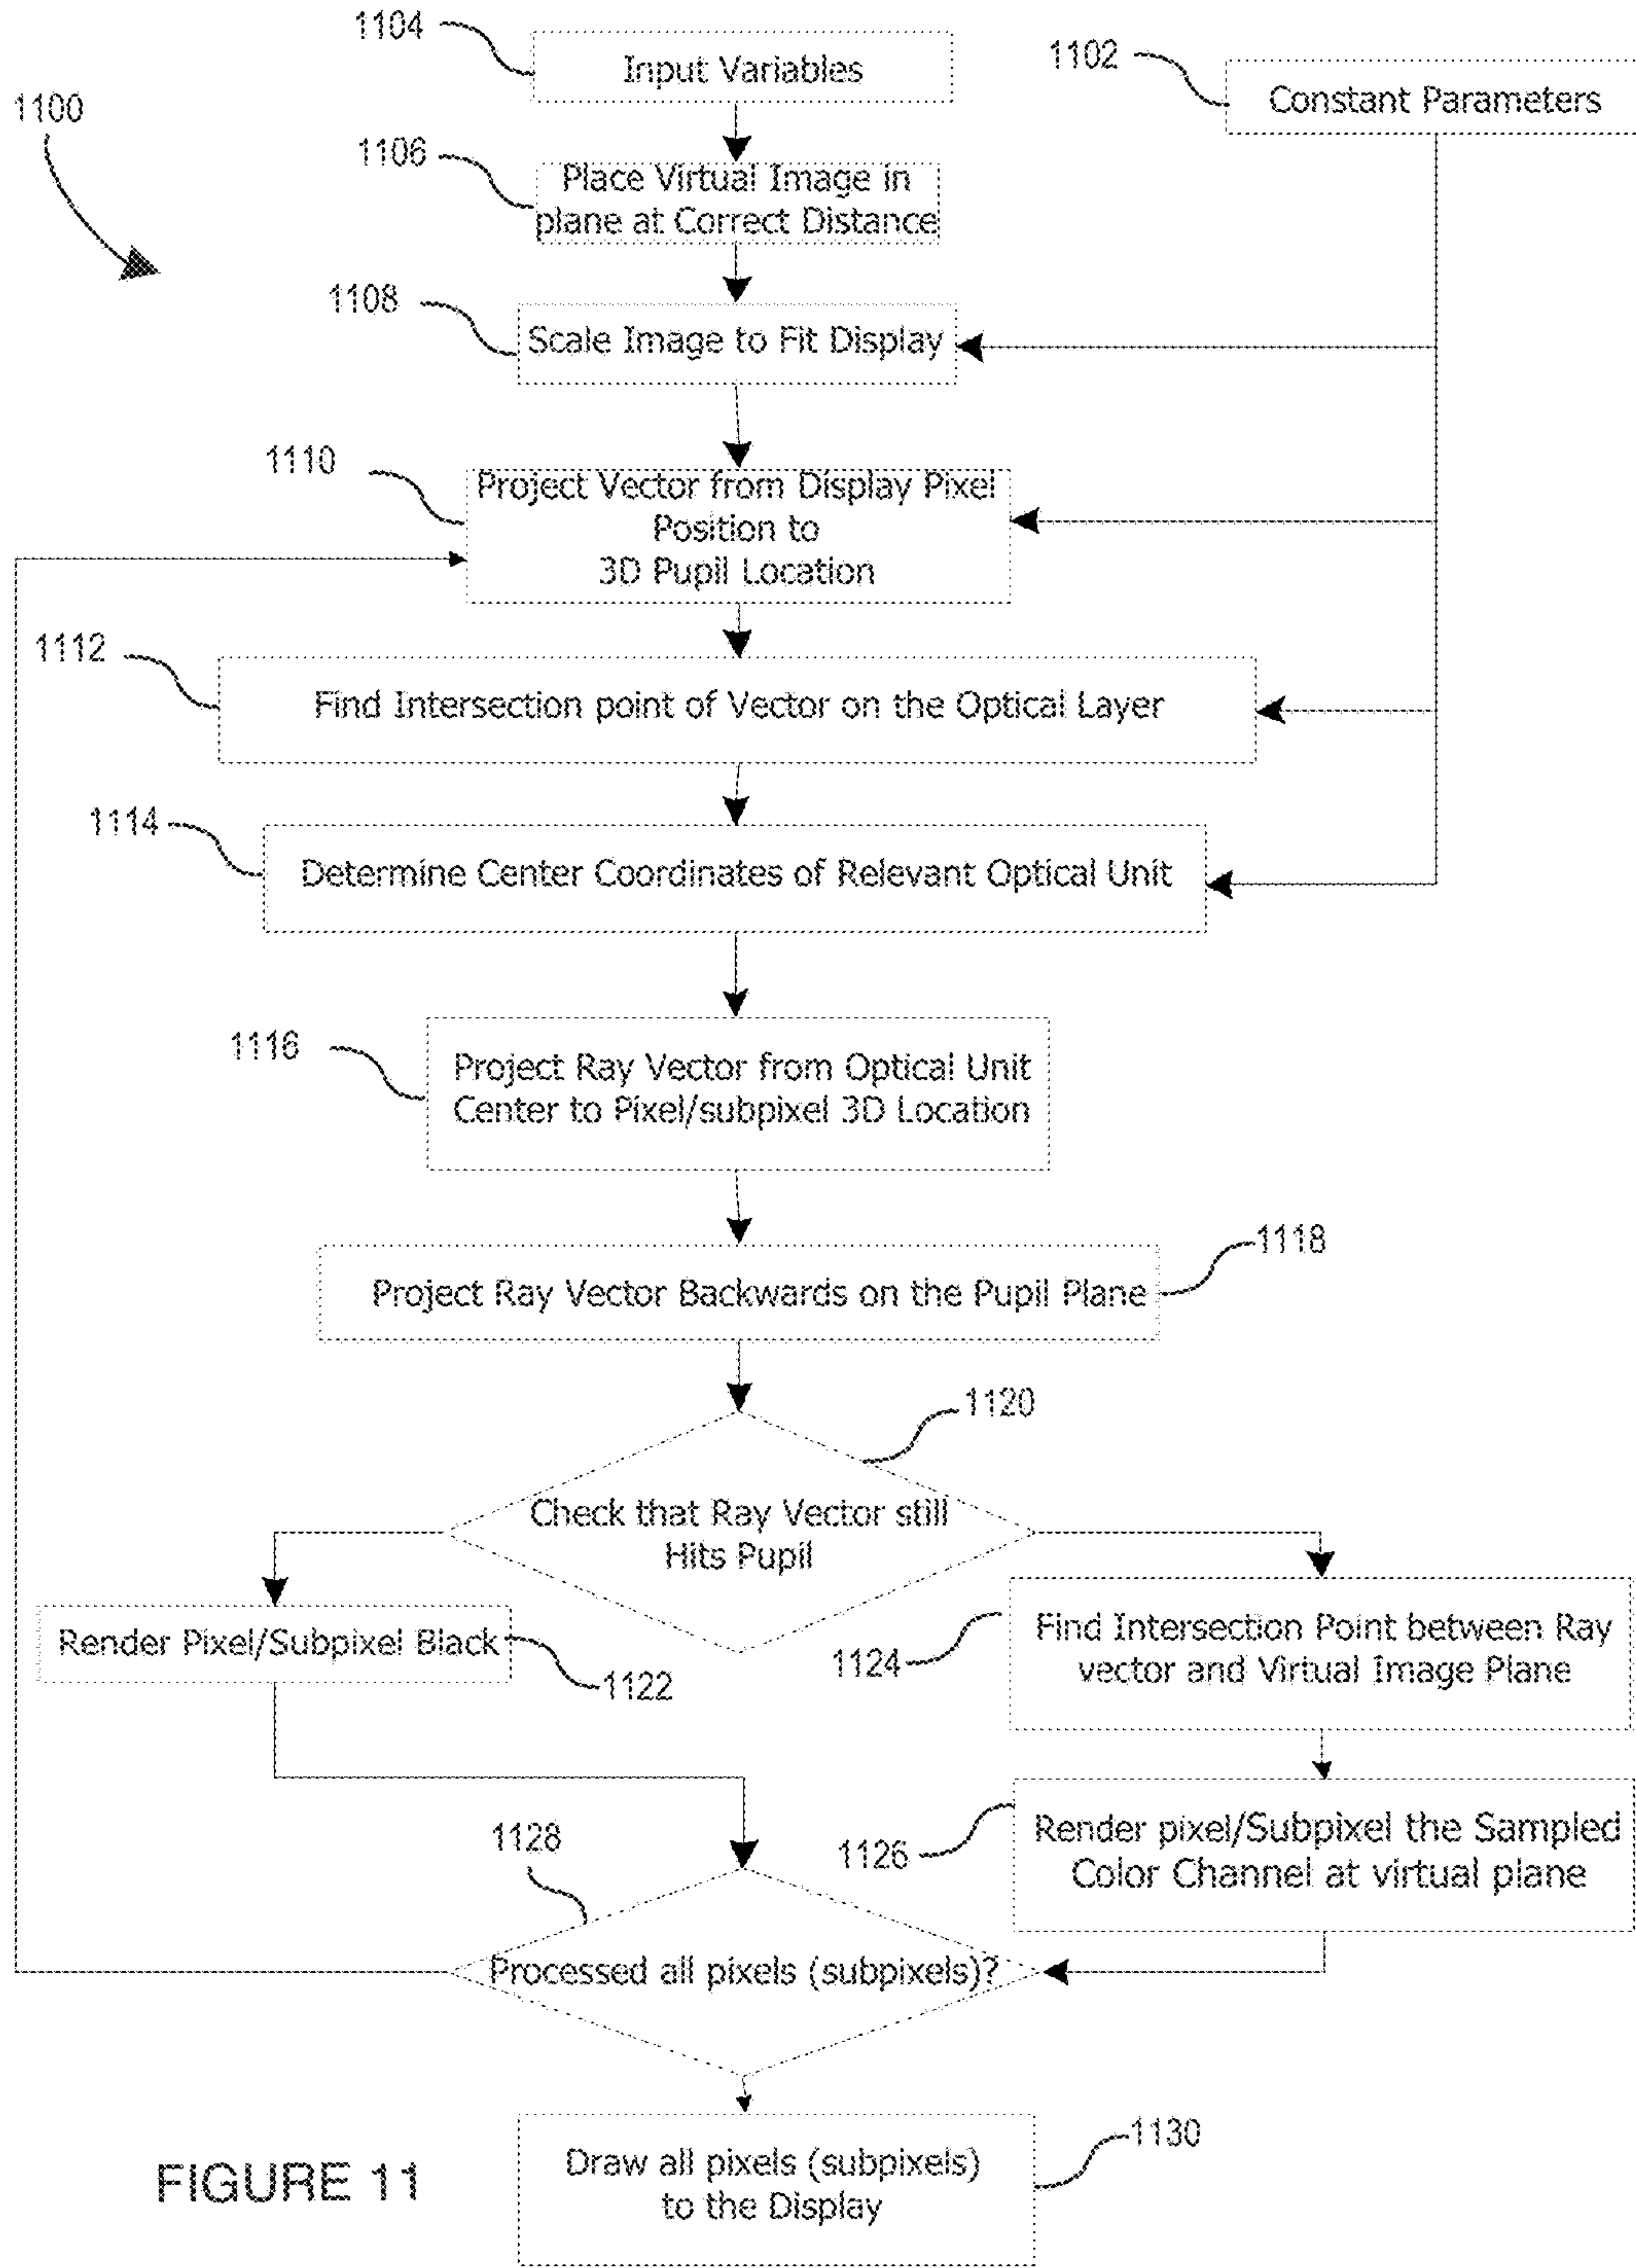 1104
Input Variables
1102
Constant Parameters
1100
1106
Place Virtual Image in
plane at Correct Distance
1108
Scale Image to Fit Display
1110
Project Vector from Display Pixel
Position to
3D Pupil Location
1112
Find Intersection point of Vector on the Optical Layer
1114
Determine Center Coordinates of Relevant Optical Unit
1116
Project Ray Vector from Optical Unit
Center to Pixel/subpixel 3D Location
1118
Project Ray Vector Backwards on the Pupil Plane
1120
Check that Ray Vector still
Hits Pupil
Render Pixel/Subpixel Black
1122
1124
Find Intersection Point between Ray
vector and Virtual Image Plane
1126
Render pixel/Subpixel the Sampled
Color Channel at virtual plane
1128
Processed all pixels (subpixels)?
1130
Draw all pixels (subpixels)
to the Display
FIGURE 11